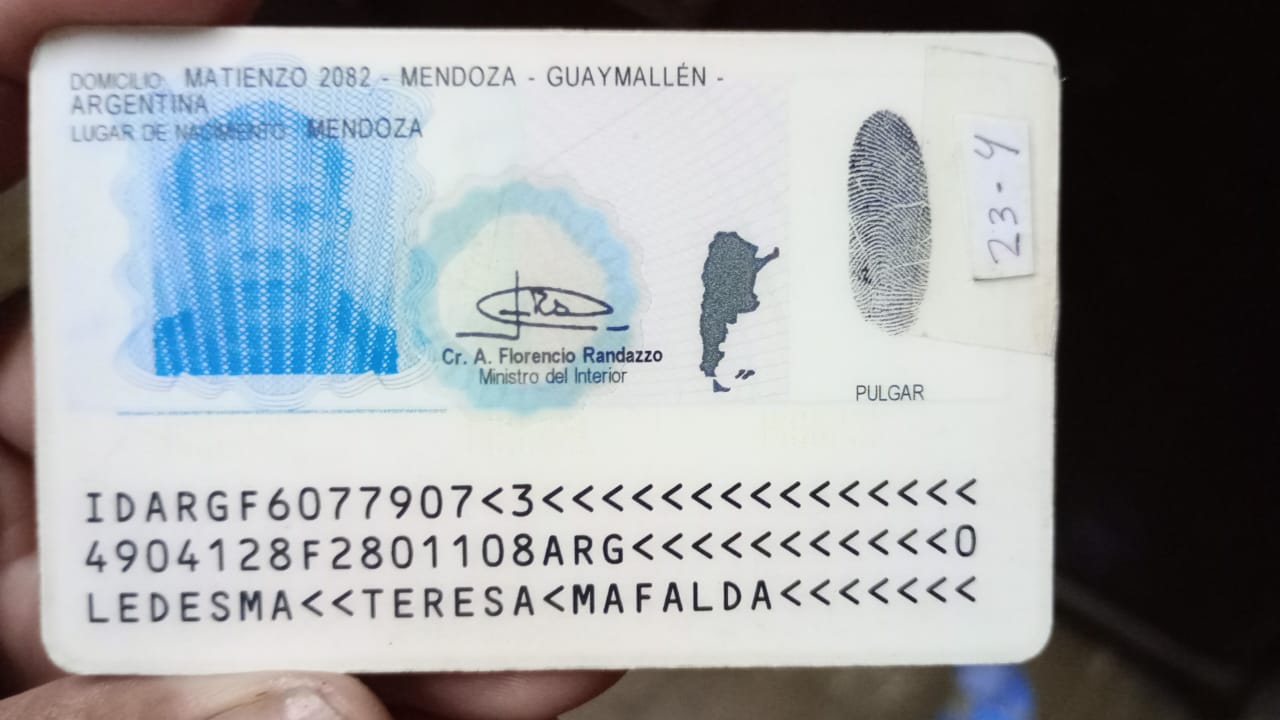 DOMICILIO: MATIENZO 2082 - MENDOZA - GUAYMALLÉN -
ARGENTINA
LUGAR DE NACIMIENTO: MENDOZA
23-4
Cr. A. Florencio Randazzo
Ministro del Interior
PULGAR
IDARGF6077907<3<<<<<<<<<<<<<<<
4904128F2801108ARG<<<<<<<<<<<0
LEDESMA<<TERESA<MAFALDA<<<<<<<